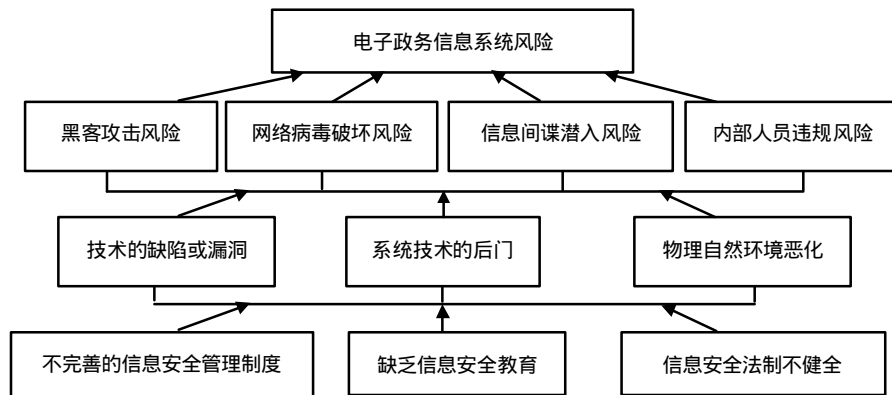 电子政务信息系统风险
黑客攻击风险
网络病毒破坏风险
信息间谍潜入风险
内部人员违规风险
技术的缺陷或漏洞
系统技术的后门
物理自然环境恶化
不完善的信息安全管理制度
缺乏信息安全教育
信息安全法制不健全